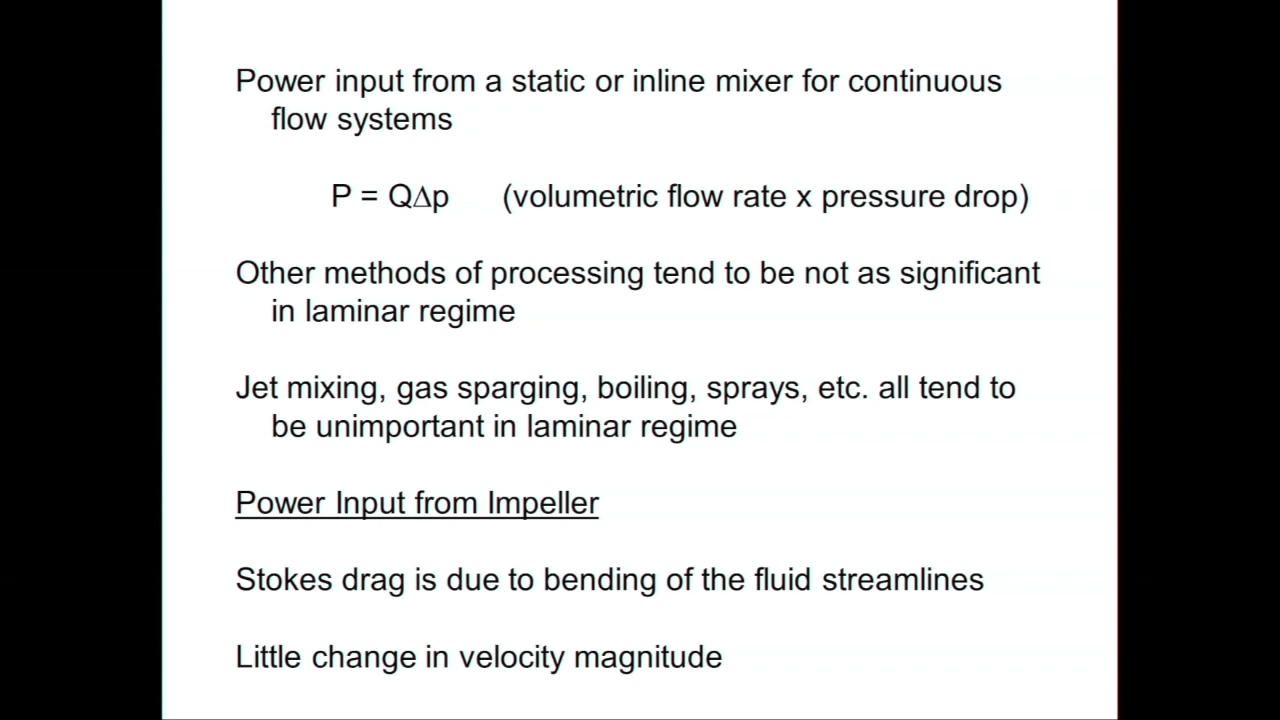 Power input from a static or inline mixer for continuous
flow systems
P = QΔp (volumetric flow rate x pressure drop)
Other methods of processing tend to be not as significant
in laminar regime
Jet mixing, gas sparging, boiling, sprays, etc. all tend to
be unimportant in laminar regime
Power Input from Impeller
Stokes drag is due to bending of the fluid streamlines
Little change in velocity magnitude